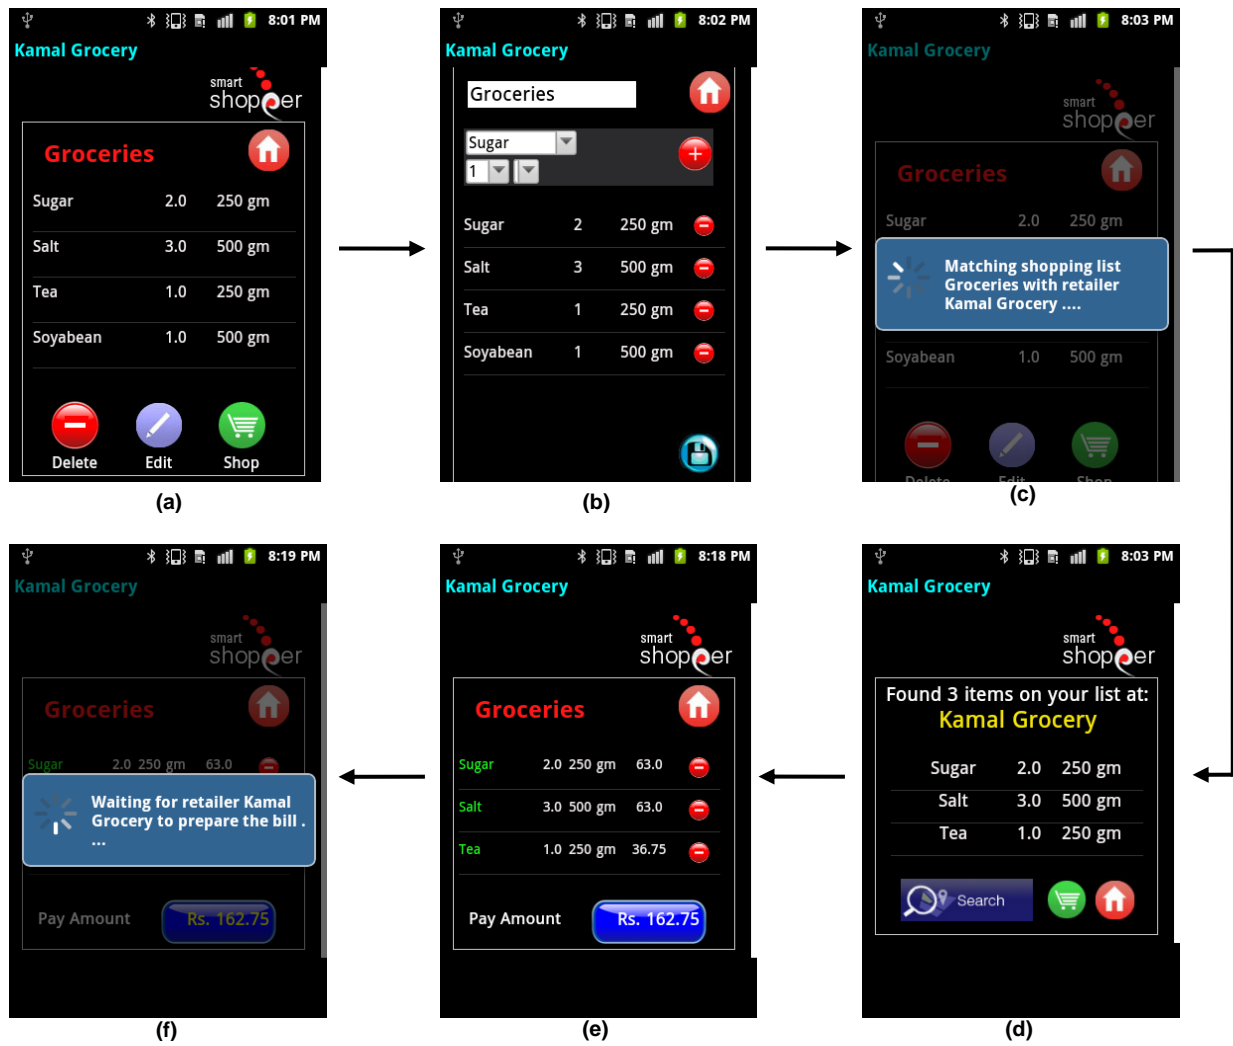 8:01 PM
Kamal Grocery
smart
shopper
Groceries
Sugar 2.0 250 gm
Salt 3.0 500 gm
Tea 1.0 250 gm
Soyabean 1.0 500 gm
Delete Edit Shop
(a)
8:02 PM
Kamal Grocery
Groceries
Sugar
1
Sugar 2 250 gm
Salt 3 500 gm
Tea 1 250 gm
Soyabean 1 500 gm
(b)
8:03 PM
Kamal Grocery
smart
shopper
Groceries
Sugar 2.0 250 gm
Matching shopping list
Groceries with retailer
Kamal Grocery ....
Soyabean 1.0 500 gm
Delete Edit Shop
(c)
8:19 PM
Kamal Grocery
smart
shopper
Groceries
Sugar 2.0 250 gm 63.0
Waiting for retailer Kamal
Grocery to prepare the bill .
...
Pay Amount Rs. 162.75
(f)
8:18 PM
Kamal Grocery
smart
shopper
Groceries
Sugar 2.0 250 gm 63.0
Salt 3.0 500 gm 63.0
Tea 1.0 250 gm 36.75
Pay Amount Rs. 162.75
(e)
8:03 PM
Kamal Grocery
smart
shopper
Found 3 items on your list at:
Kamal Grocery
Sugar 2.0 250 gm
Salt 3.0 500 gm
Tea 1.0 250 gm
Search
(d)